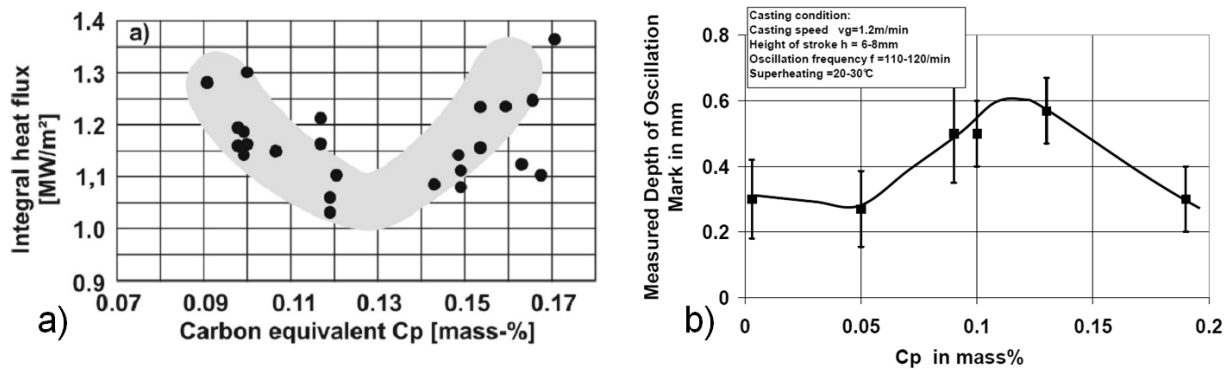 a)
Integral heat flux
[MW/m²]
1.4
1.3
1.2
1,1
1.0
0.9
0.07
0.09
0.11
0.13
0.15
0.17
Carbon equivalent Cp [mass-%]
a)
Casting condition:
Casting speed vg=1.2m/min
Height of stroke h = 6-8mm
Oscillation frequency f =110-120/min
Superheating =20-30°C
Measured Depth of Oscillation
Mark in mm
0.8
0.6
0.4
0.2
0
0
0.05
0.1
0.15
0.2
Cp in mass%
b)